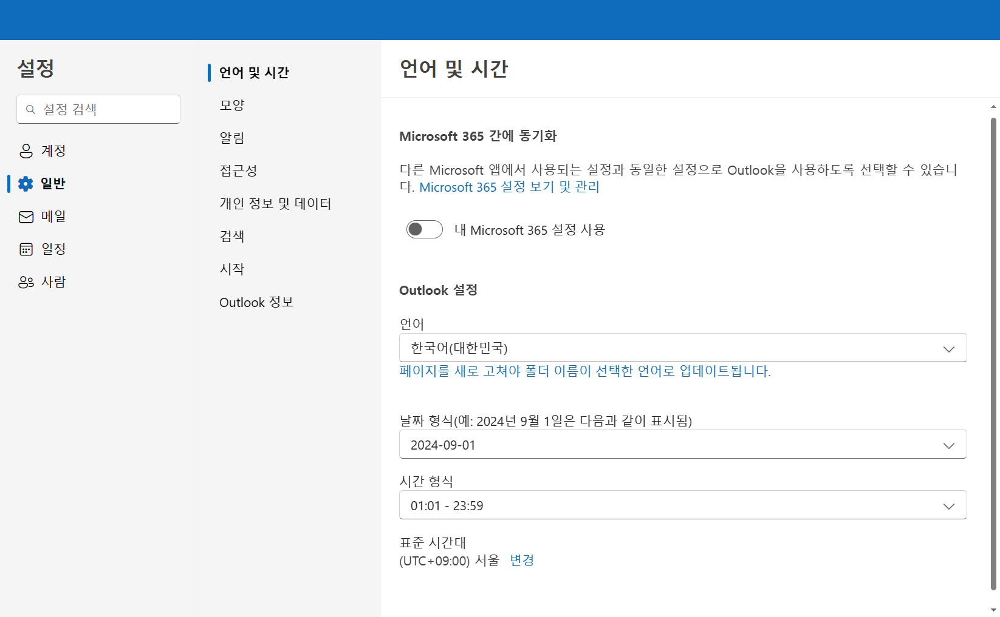 설정
설정 검색
계정
일반
메일
일정
사람
언어 및 시간
모양
알림
접근성
개인 정보 및 데이터
검색
시작
Outlook 정보
언어 및 시간
Microsoft 365 간에 동기화
다른 Microsoft 앱에서 사용되는 설정과 동일한 설정으로 Outlook을 사용하도록 선택할 수 있습니
다. Microsoft 365 설정 보기 및 관리
내 Microsoft 365 설정 사용
Outlook 설정
언어
한국어(대한민국)
페이지를 새로 고쳐야 폴더 이름이 선택한 언어로 업데이트됩니다.
날짜 형식(예: 2024년 9월 1일은 다음과 같이 표시됨)
2024-09-01
시간 형식
01:01 - 23:59
표준 시간대
(UTC+09:00) 서울 변경